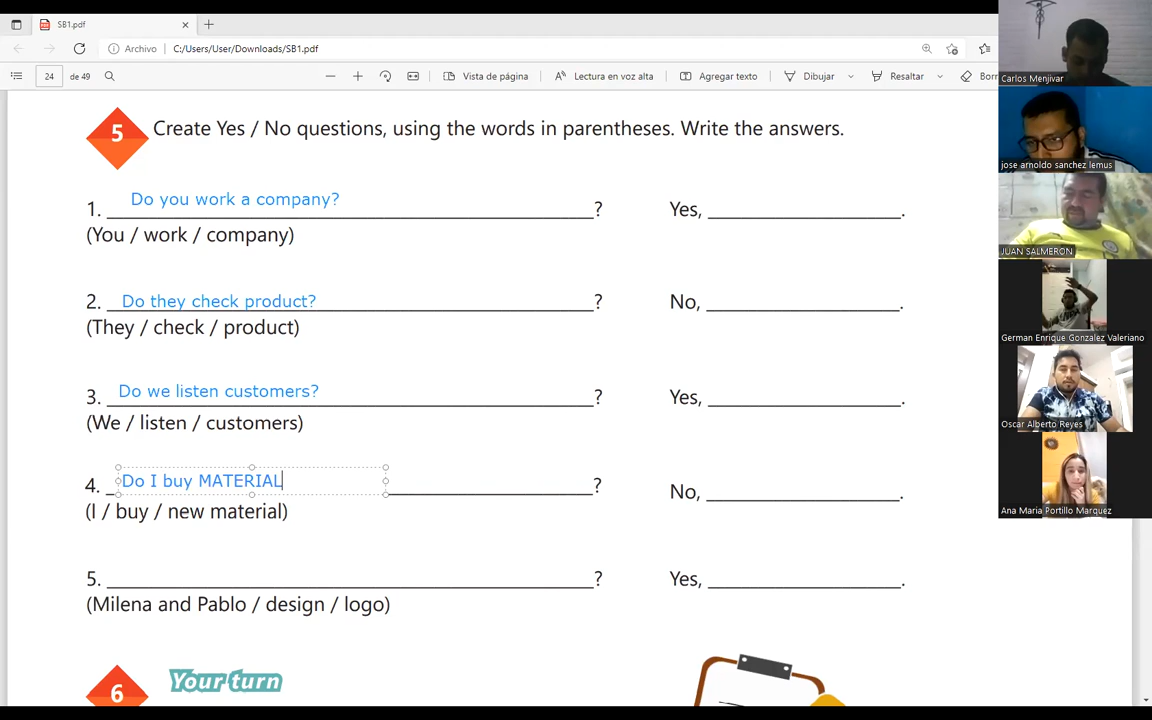 SB1.pdf
Archivo C:/Users/User/Downloads/SB1.pdf
24 de 49 Vista de página Lectura en voz alta Agregar texto Dibujar Resaltar Borr
5 Create Yes / No questions, using the words in parentheses. Write the answers.
Do you work a company?
1. ? Yes, .
(You / work / company)
2. Do they check product? ? No, .
(They / check / product)
Do we listen customers?
3. ? Yes, .
(We / listen / customers)
Do I buy MATERIAL
4. ? No, .
(I / buy / new material)
5. ? Yes, .
(Milena and Pablo / design / logo)
6 Your turn
Carlos Menjivar
jose arnoldo sanchez lemus
JUAN SALMERON
German Enrique Gonzalez Valeriano
Oscar Alberto Reyes
Ana Maria Portillo Marquez